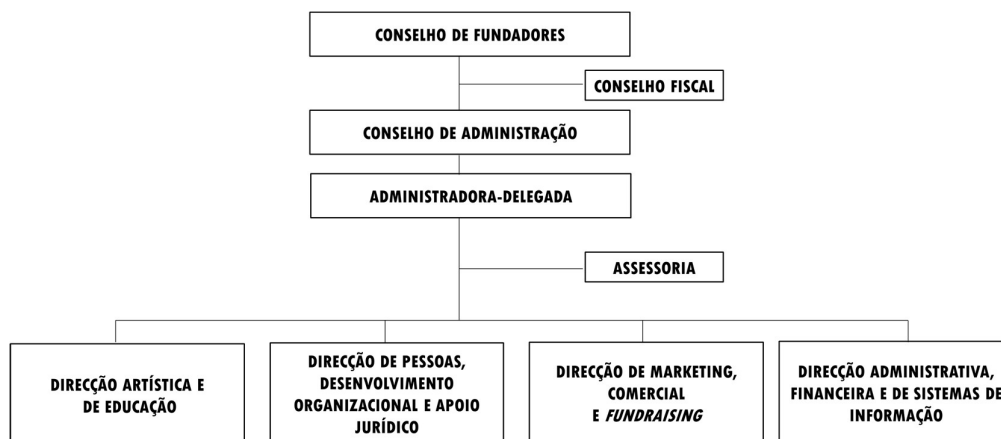 CONSELHO DE FUNDADORES
CONSELHO FISCAL
CONSELHO DE ADMINISTRAÇÃO
ADMINISTRADORA-DELEGADA
ASSESSORIA
DIRECÇÃO ARTÍSTICA E
DE EDUCAÇÃO
DIRECÇÃO DE PESSOAS,
DESENVOLVIMENTO
ORGANIZACIONAL E APOIO
JURÍDICO
DIRECÇÃO DE MARKETING,
COMERCIAL
E FUNDRAISING
DIRECÇÃO ADMINISTRATIVA,
FINANCEIRA E DE SISTEMAS DE
INFORMAÇÃO